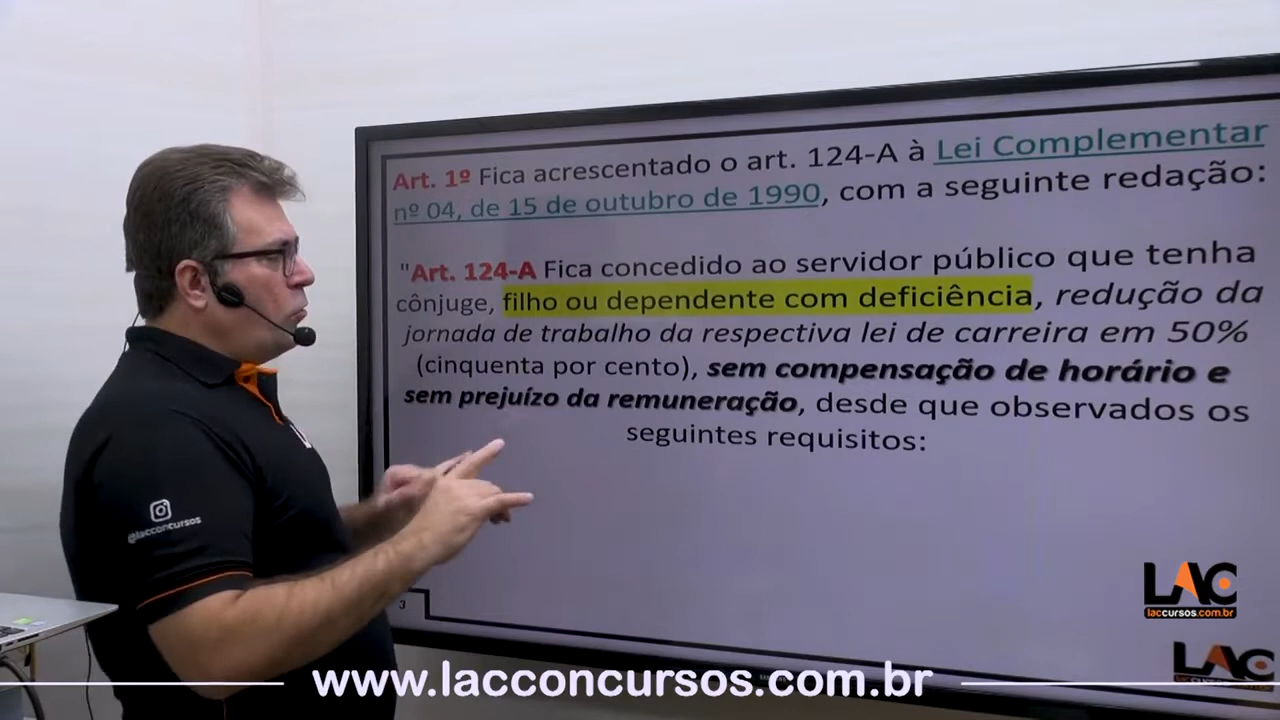 Art. 1º Fica acrescentado o art. 124-A à Lei Complementar
nº 04, de 15 de outubro de 1990, com a seguinte redação:
"Art. 124-A Fica concedido ao servidor público que tenha
cônjuge, filho ou dependente com deficiência, redução da
jornada de trabalho da respectiva lei de carreira em 50%
(cinquenta por cento), sem compensação de horário e
sem prejuízo da remuneração, desde que observados os
seguintes requisitos:
@lacconcursos
3
LAC
laccursos.com.br
LAC
www.lacconcursos.com.br